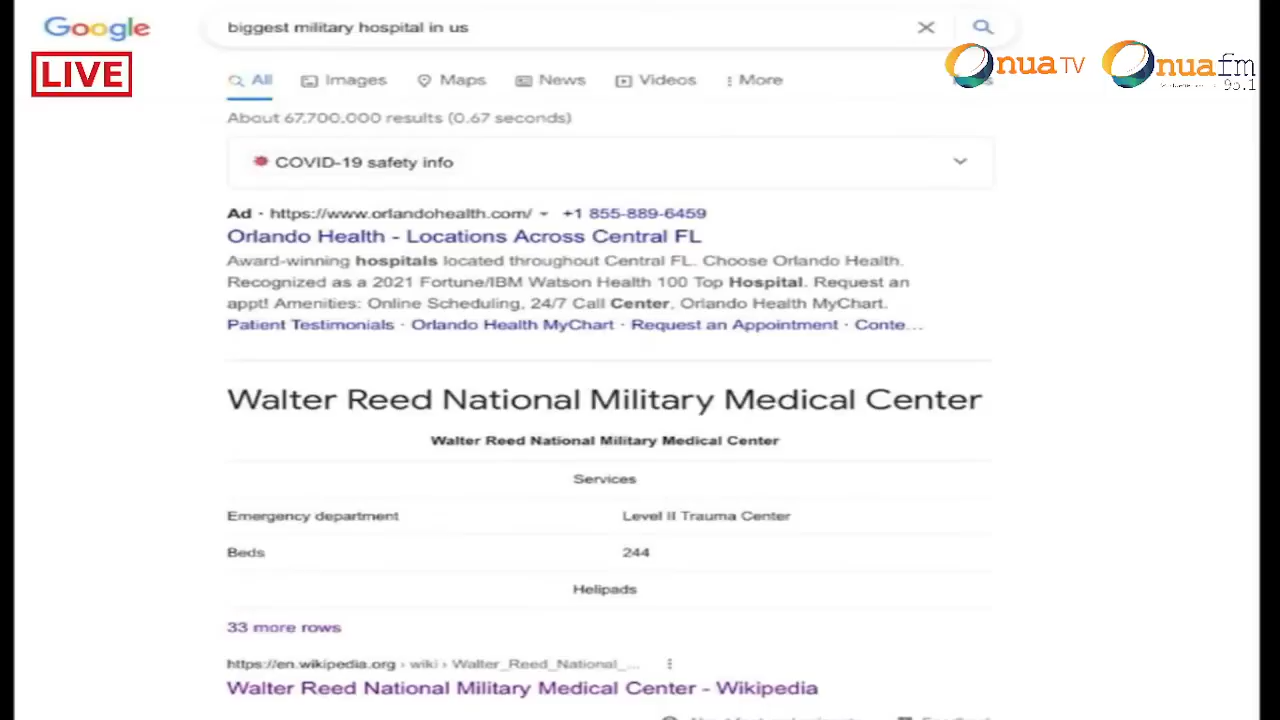 Google
biggest military hospital in us
LIVE
All Images Maps News Videos More
nua TV nua fm
95.1
About 67,700,000 results (0.67 seconds)
COVID-19 safety info
Ad · https://www.orlandohealth.com/ +1 855-889-6459
Orlando Health - Locations Across Central FL
Award-winning hospitals located throughout Central FL. Choose Orlando Health.
Recognized as a 2021 Fortune/IBM Watson Health 100 Top Hospital. Request an
appt! Amenities: Online Scheduling, 24/7 Call Center, Orlando Health MyChart.
Patient Testimonials · Orlando Health MyChart · Request an Appointment · Conte...
Walter Reed National Military Medical Center
Walter Reed National Military Medical Center
Services
Emergency department Level II Trauma Center
Beds 244
Helipads
33 more rows
https://en.wikipedia.org › wiki › Walter_Reed_National_...
Walter Reed National Military Medical Center - Wikipedia